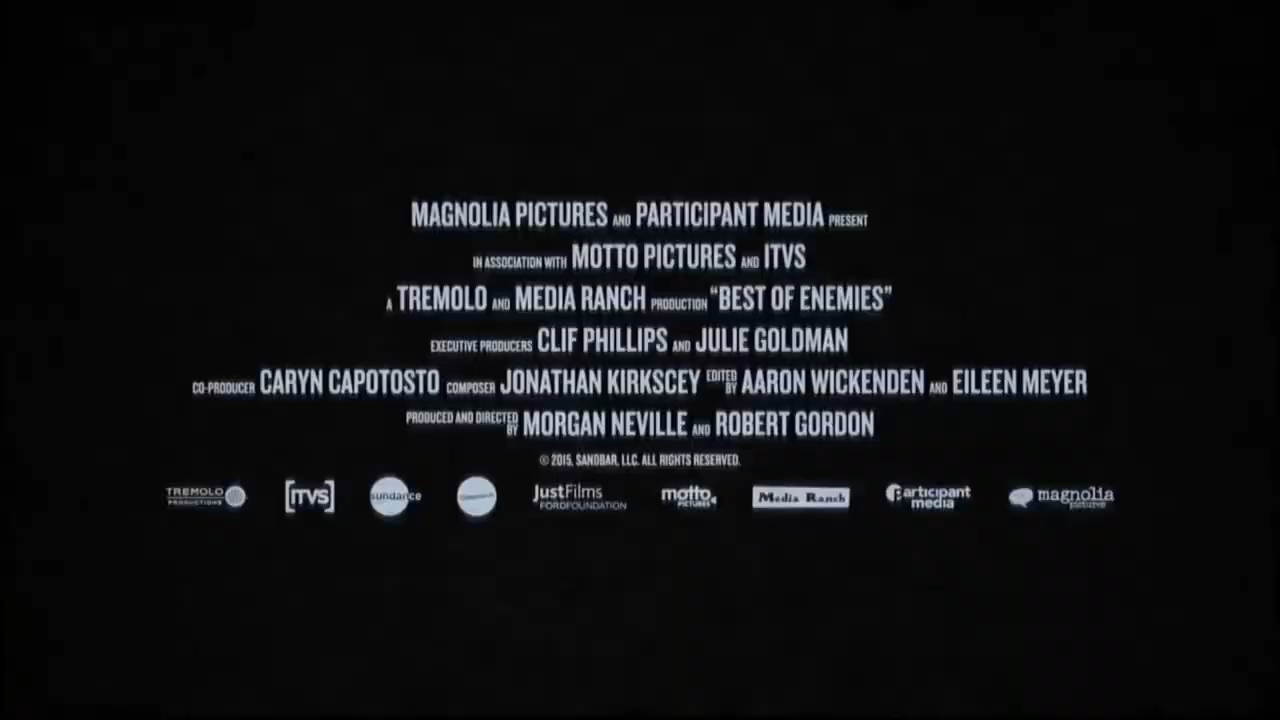 MAGNOLIA PICTURES AND PARTICIPANT MEDIA PRESENT
IN ASSOCIATION WITH MOTTO PICTURES AND ITVS
A TREMOLO AND MEDIA RANCH PRODUCTION "BEST OF ENEMIES"
EXECUTIVE PRODUCERS CLIF PHILLIPS AND JULIE GOLDMAN
CO-PRODUCER CARYN CAPOTOSTO COMPOSER JONATHAN KIRKSCEY EDITED BY AARON WICKENDEN AND EILEEN MEYER
PRODUCED AND DIRECTED BY MORGAN NEVILLE AND ROBERT GORDON
© 2015, SANDBAR, LLC. ALL RIGHTS RESERVED.
TREMOLO PRODUCTIONS [ITVS] sundance JustFilms FORDFOUNDATION motto PICTURES Media Ranch Participant media magnolia pictures